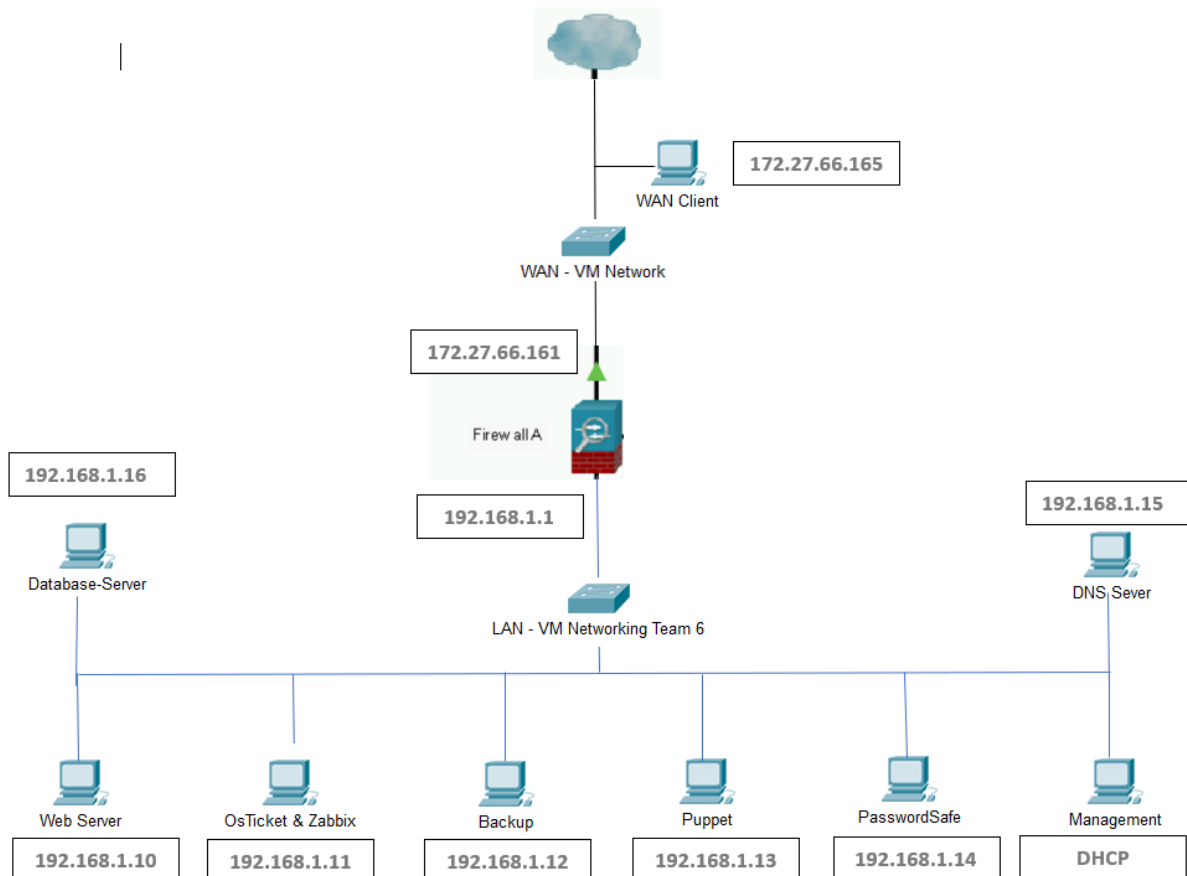 172.27.66.165
WAN Client
WAN - VM Network
172.27.66.161
Firewall A
192.168.1.16
192.168.1.1
192.168.1.15
Database-Server
DNS Sever
LAN - VM Networking Team 6
Web Server
OsTicket & Zabbix
Backup
Puppet
PasswordSafe
Management
192.168.1.10
192.168.1.11
192.168.1.12
192.168.1.13
192.168.1.14
DHCP